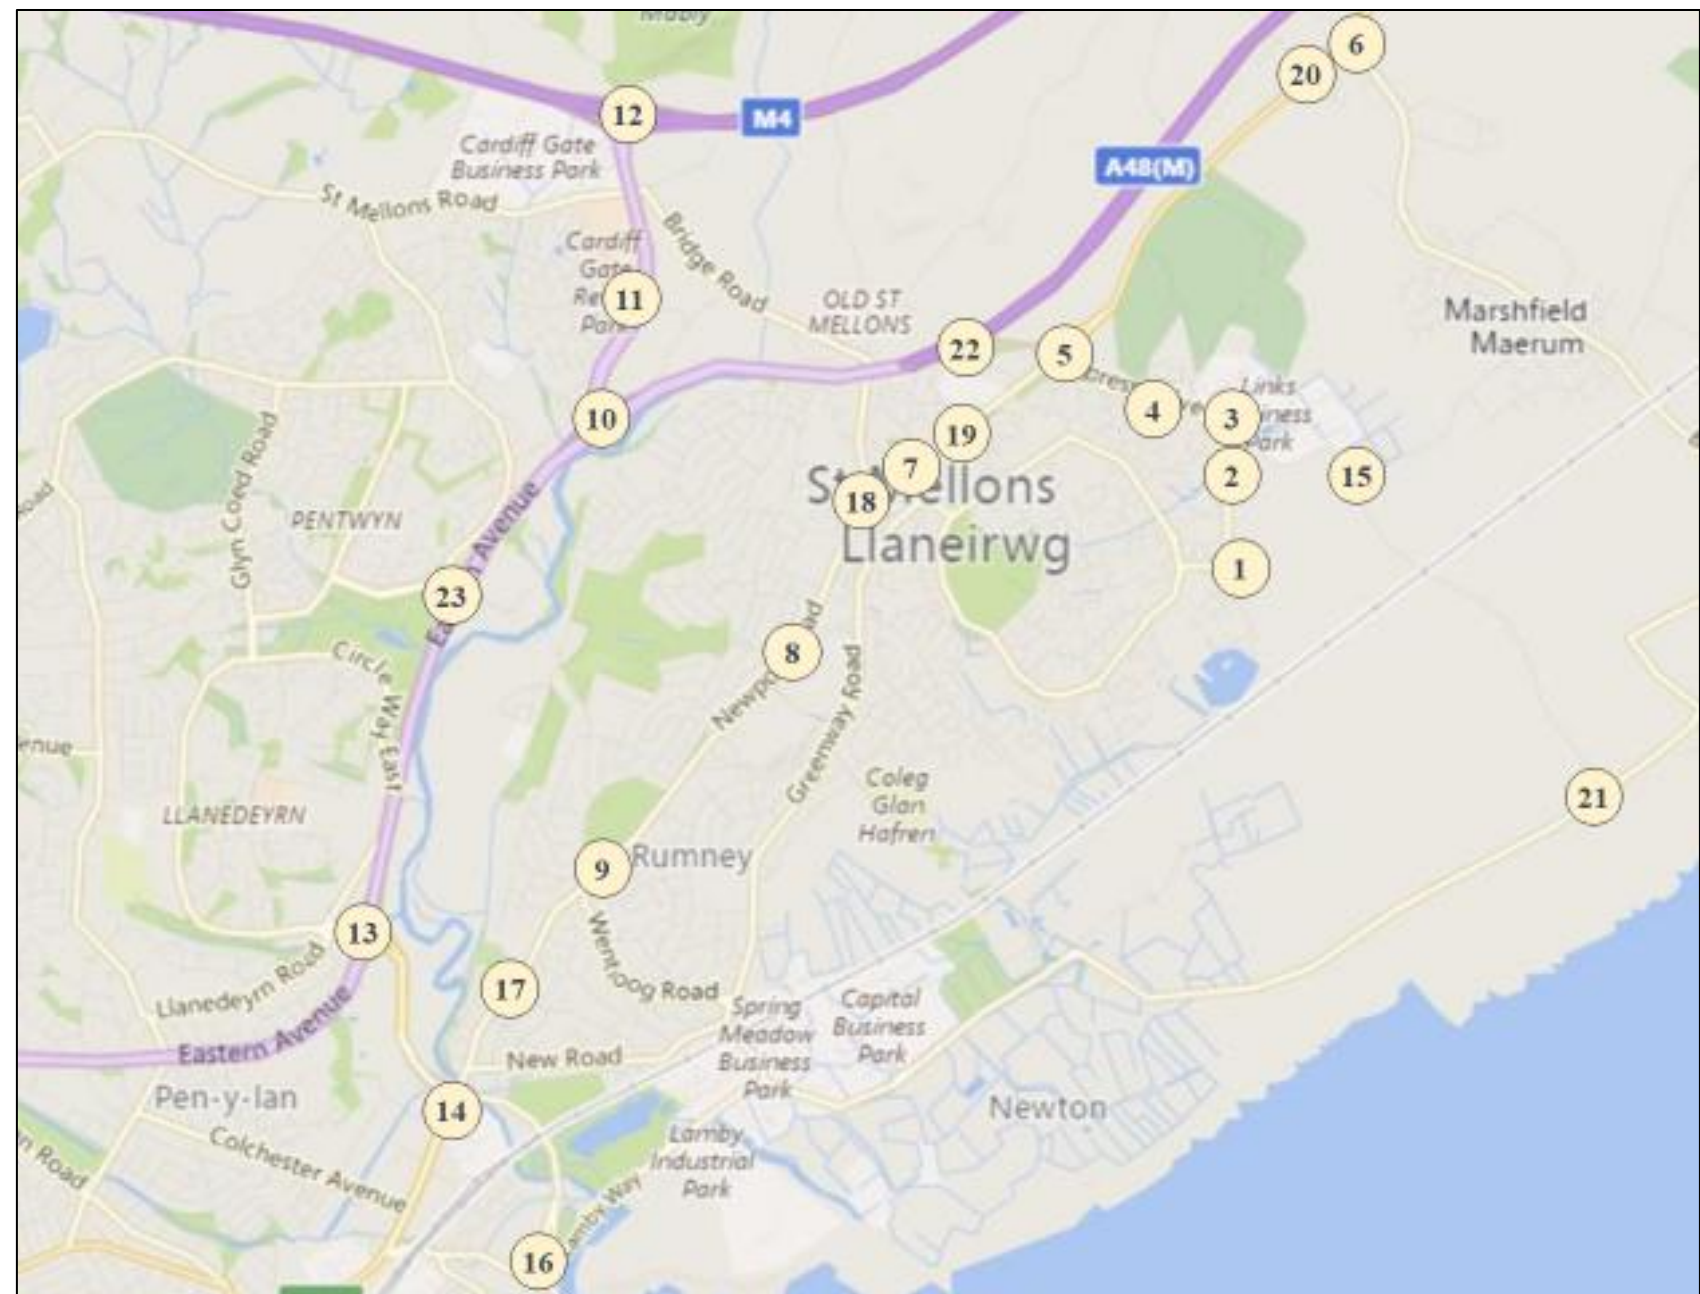 6
20
12
M4
Cardiff Gate
Business Park
A48(M)
St Mellons Road
Bridge Road
Cardiff
Gate
11
OLD ST
MELLONS
Marshfield
Maerum
22
5
4
3
Links
Park
10
19
7
18
2
15
St Mellons
Llaneirwg
Glyn Coed Road
PENTWYN
Avenue
23
1
8
Circle Way East
Greenway Road
LLANEDEYRN
Coleg
Glan
Hafren
21
9
Rumney
13
Wentloog Road
17
Llanedeyrn Road
Eastern Avenue
Spring
Meadow
Business
Park
Capital
Business
Park
New Road
Pen-y-lan
14
Newton
Colchester Avenue
Lamby
Industrial
Park
Way
16
Road